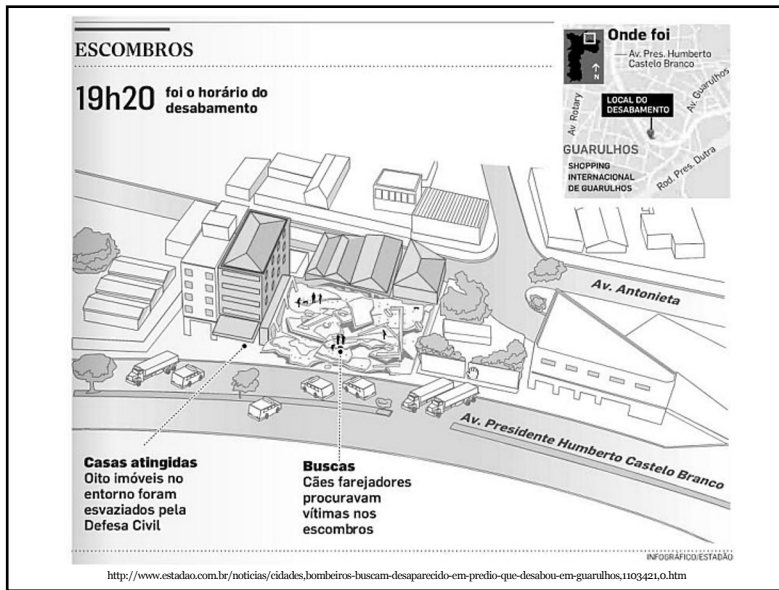 ESCOMBROS
19h20 foi o horário do
desabamento
Onde foi
Av. Pres. Humberto
Castelo Branco
N
LOCAL DO
DESABAMENTO
Av. Rotary
Av. Guarulhos
GUARULHOS
SHOPPING
INTERNACIONAL
DE GUARULHOS
Rod. Pres. Dutra
Av. Antonieta
Av. Presidente Humberto Castelo Branco
Casas atingidas
Oito imóveis no
entorno foram
esvaziados pela
Defesa Civil
Buscas
Cães farejadores
procuravam
vítimas nos
escombros
INFOGRÁFICO/ESTADÃO
http://www.estadao.com.br/noticias/cidades,bombeiros-buscam-desaparecido-em-predio-que-desabou-em-guarulhos,1103421,0.htm